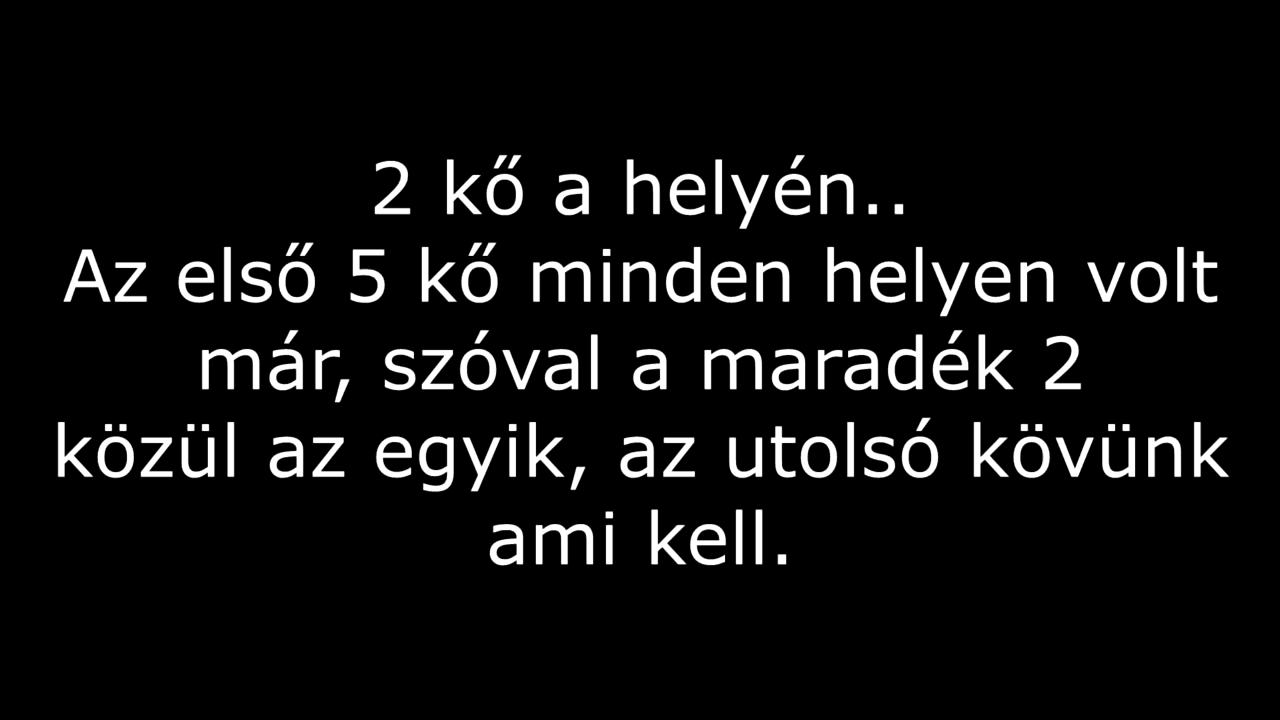 2 kő a helyén..
Az első 5 kő minden helyen volt
már, szóval a maradék 2
közül az egyik, az utolsó kövünk
ami kell.